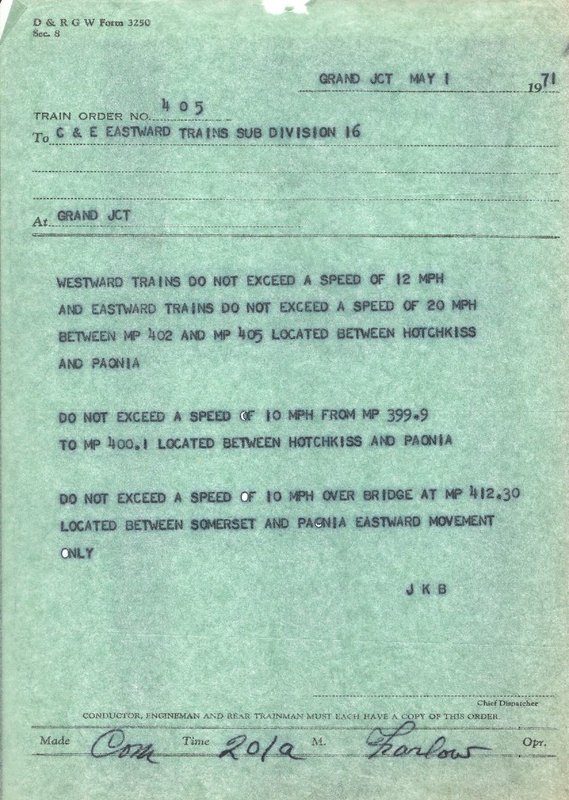 D & R G W Form 3250
Sec. 8
GRAND JCT MAY 1 1971
TRAIN ORDER NO. 405
To C & E EASTWARD TRAINS SUB DIVISION 16
At GRAND JCT
WESTWARD TRAINS DO NOT EXCEED A SPEED OF 12 MPH
AND EASTWARD TRAINS DO NOT EXCEED A SPEED OF 20 MPH
BETWEEN MP 402 AND MP 405 LOCATED BETWEEN HOTCHKISS
AND PAONIA
DO NOT EXCEED A SPEED OF 10 MPH FROM MP 399.9
TO MP 400.1 LOCATED BETWEEN HOTCHKISS AND PAONIA
DO NOT EXCEED A SPEED OF 10 MPH OVER BRIDGE AT MP 412.30
LOCATED BETWEEN SOMERSET AND PAONIA EASTWARD MOVEMENT
ONLY
J K B
Chief Dispatcher
CONDUCTOR, ENGINEMAN AND REAR TRAINMAN MUST EACH HAVE A COPY OF THIS ORDER
Made Com Time 201a M. Harlow Opr.